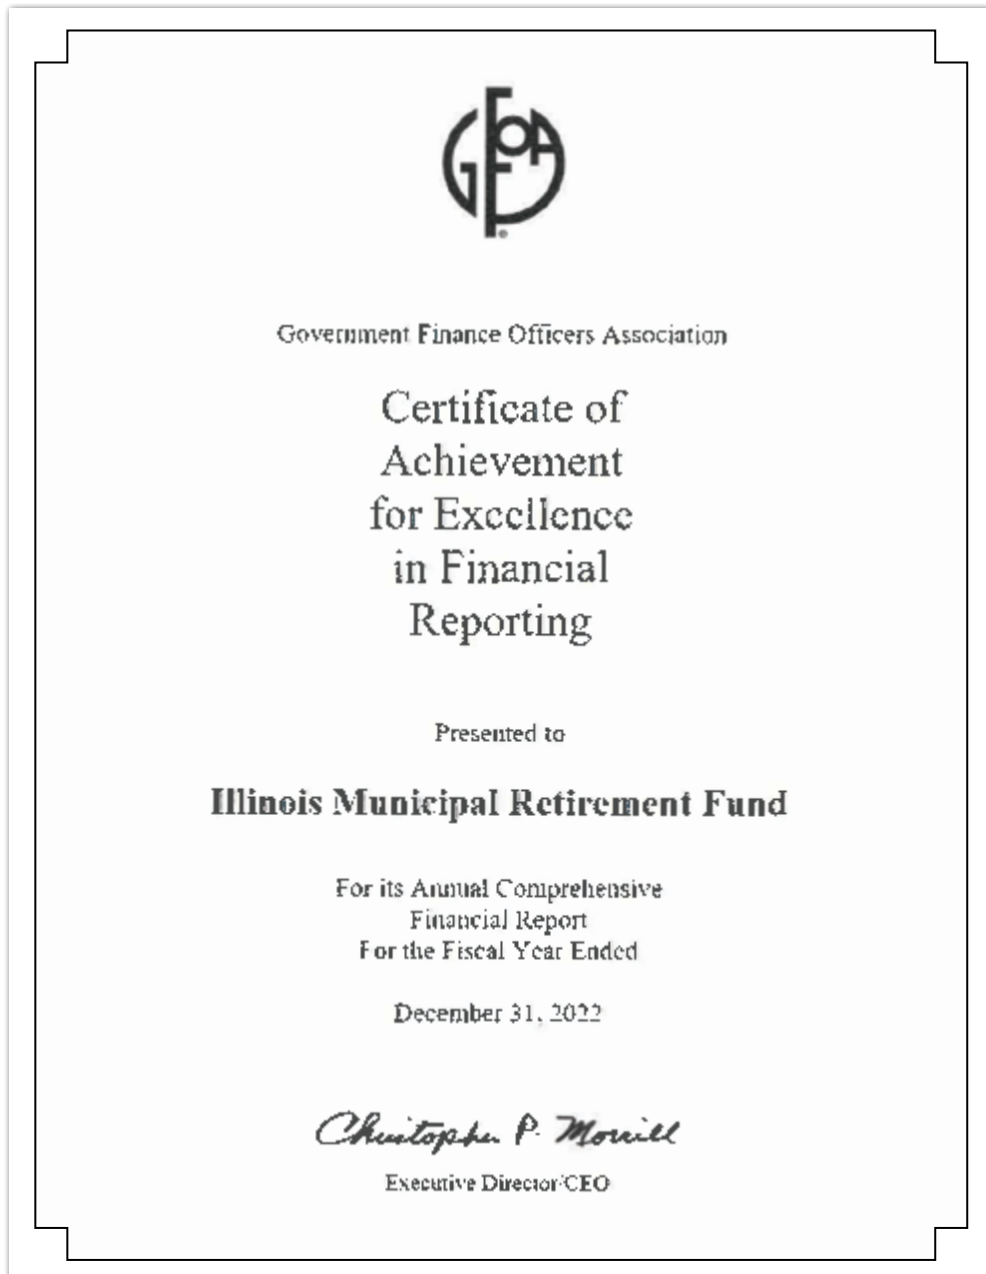 GFOA
Government Finance Officers Association
Certificate of
Achievement
for Excellence
in Financial
Reporting
Presented to
Illinois Municipal Retirement Fund
For its Annual Comprehensive
Financial Report
For the Fiscal Year Ended
December 31, 2022
Christopher P. Morrill
Executive Director/CEO